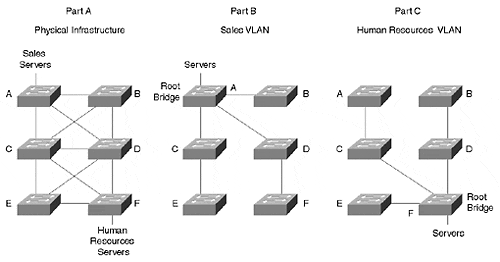 Part A
Physical Infrastructure
Sales
Servers
A
B
C
D
E
F
Human
Resources
Servers
Part B
Sales VLAN
Servers
Root
Bridge
A
B
C
D
E
F
Part C
Human Resources VLAN
A
B
C
D
E
F
Root
Bridge
Servers